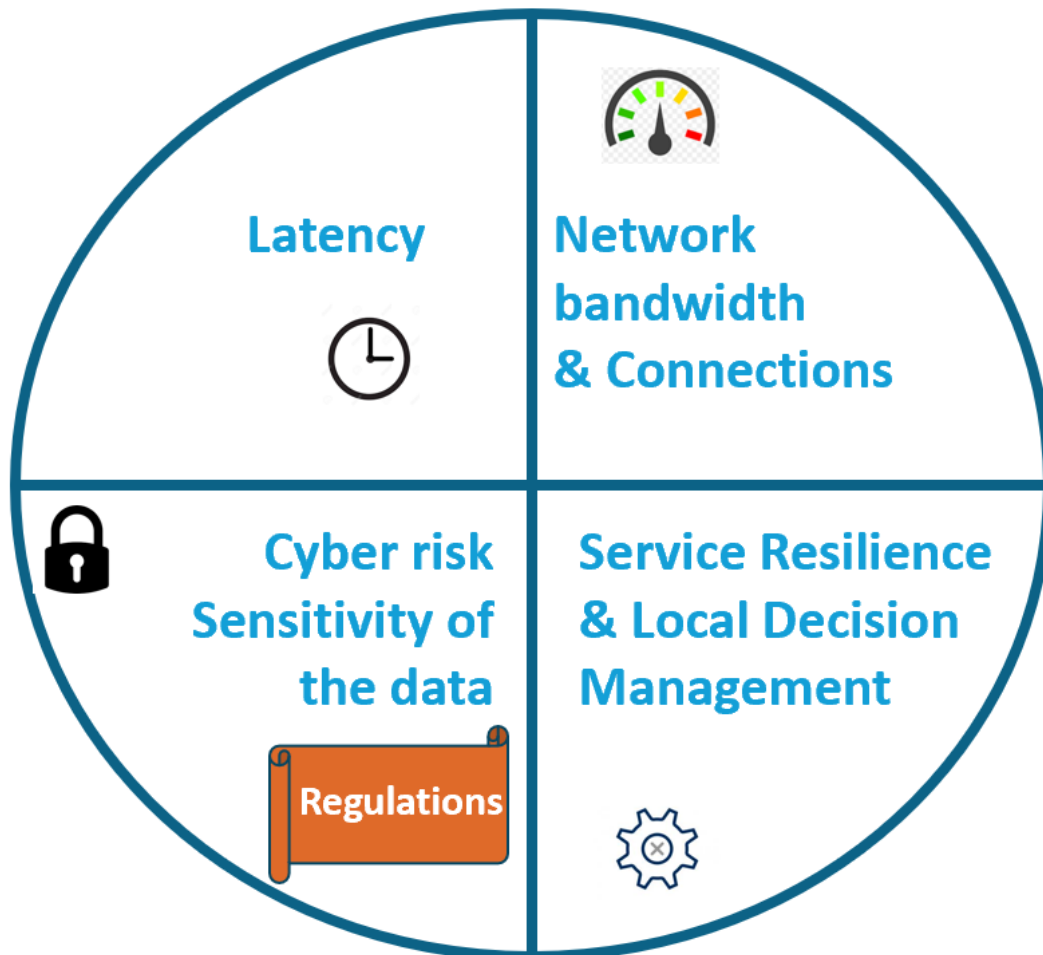 Latency
Network
bandwidth
& Connections
Cyber risk
Sensitivity of
the data
Regulations
Service Resilience
& Local Decision
Management